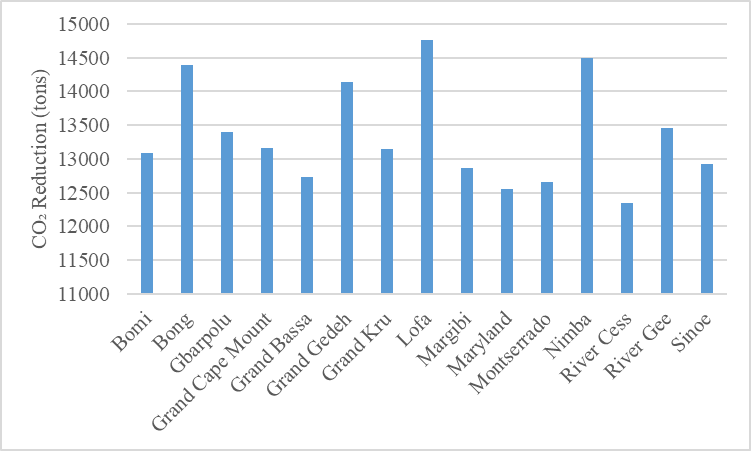 15000
14500
14000
13500
13000
12500
12000
11500
11000
CO₂ Reduction (tons)
Bomi
Bong
Gbarpolu
Grand Cape Mount
Grand Bassa
Grand Gedeh
Grand Kru
Lofa
Margibi
Maryland
Montserrado
Nimba
River Cess
River Gee
Sinoe